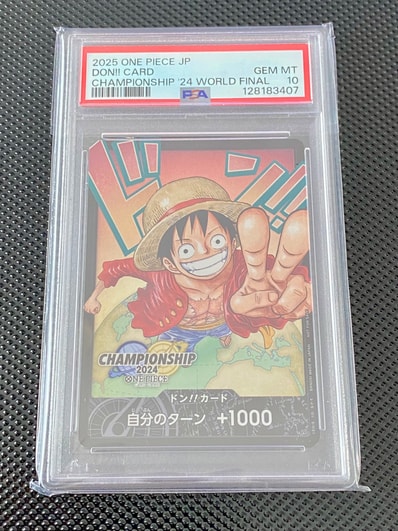 2025 ONE PIECE JP
DON!! CARD GEM MT
CHAMPIONSHIP '24 WORLD FINAL 10
PSA 128183407
ドン!!
CHAMPIONSHIP
2024
ONE PIECE
ドン!!カード
自分のターン +1000